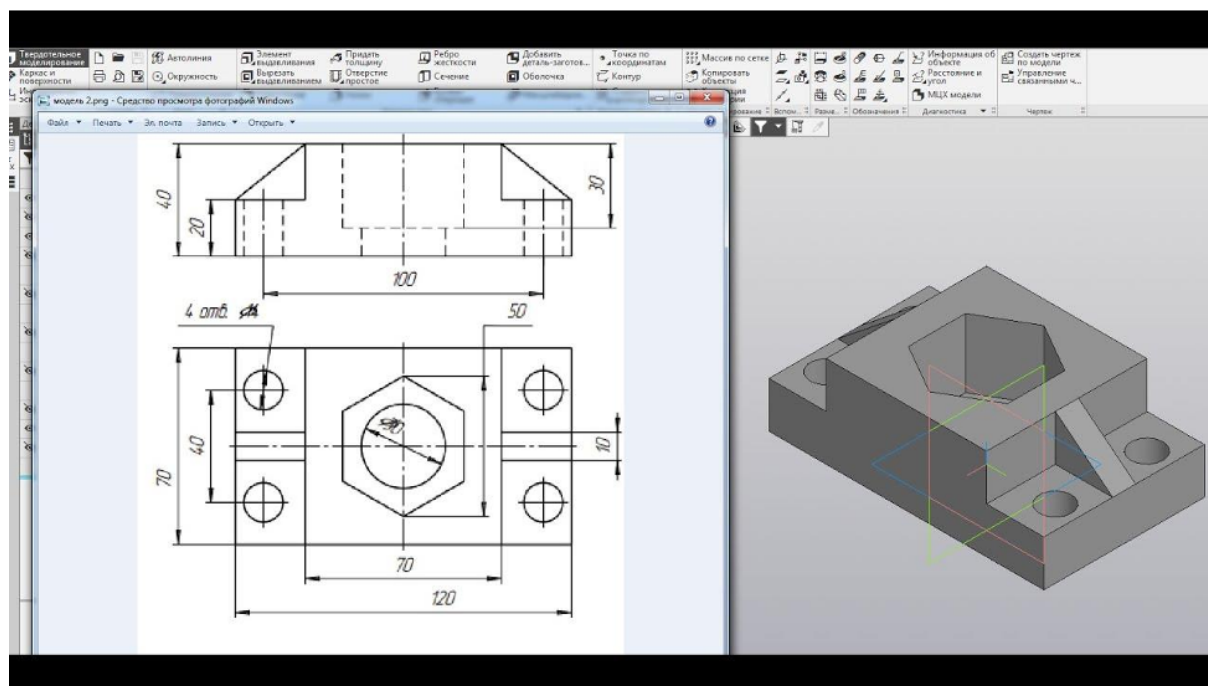 Твердотельное моделирование
Автолиния
Элемент выдавливания
Придать толщину
Ребро жесткости
Добавить деталь-заготов...
Точка по координатам
Массив по сетке
Информация об объекте
Создать чертеж по модели
Каркас и поверхности
Окружность
Вырезать выдавливанием
Отверстие простое
Сечение
Оболочка
Контур
Копировать объекты
Расстояние и угол
Управление связанными ч...
МЦХ модели
Обозначения
Диагностика
Чертеж
модель 2.png - Средство просмотра фотографий Windows
Файл
Печать
Эл. почта
Запись
Открыть
40
20
30
100
4 отв.
50
70
40
10
70
120